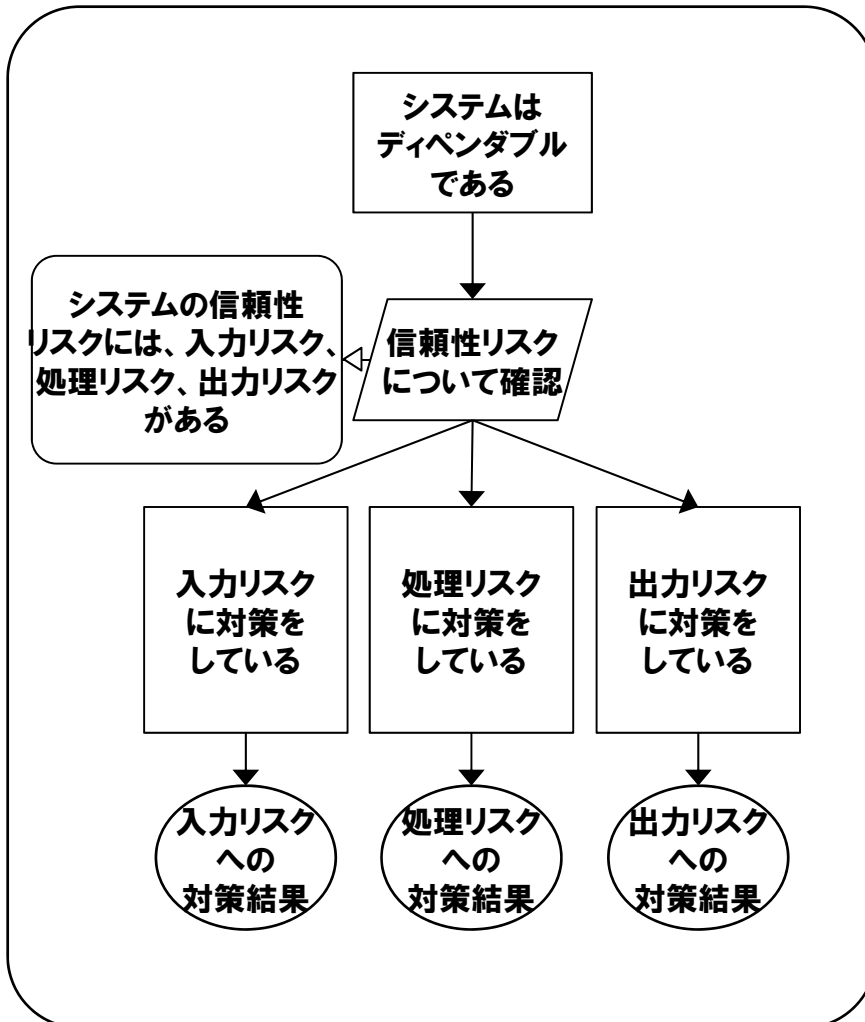 システムは
ディペンダブル
である
システムの信頼性
リスクには、入力リスク、
処理リスク、出力リスク
がある
信頼性リスク
について確認
入力リスク
に対策を
している
処理リスク
に対策を
している
出力リスク
に対策を
している
入力リスク
への
対策結果
処理リスク
への
対策結果
出力リスク
への
対策結果